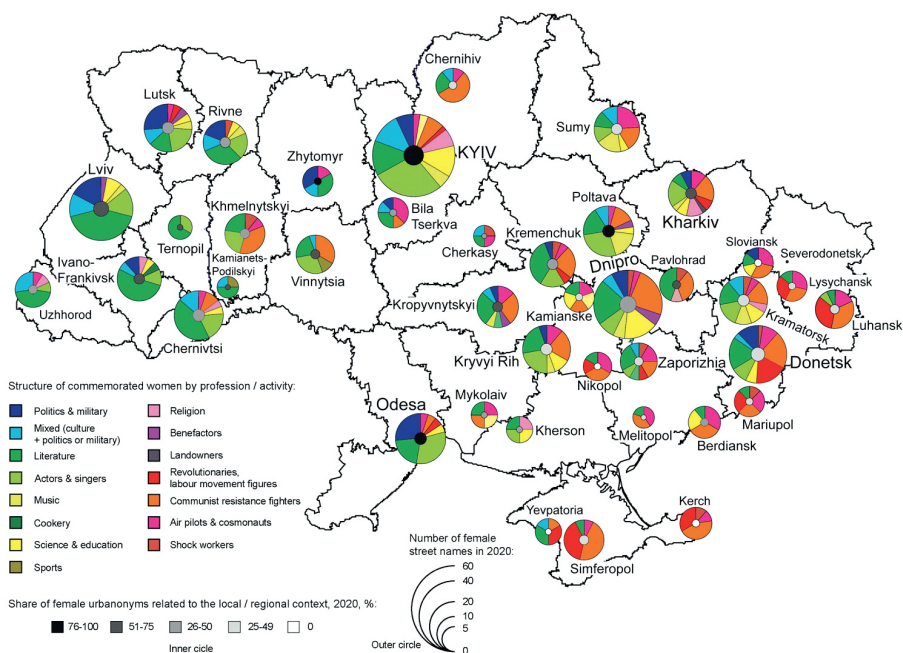 Chernihiv
Lutsk
Rivne
Sumy
KYIV
Zhytomyr
Lviv
Khmelnytskyi
Bila
Tserkva
Poltava
Kharkiv
Ternopil
Kremenchuk
Cherkasy
Sloviansk
Severodonetsk
Ivano-
Frankivsk
Kamianets-
Podilskyi
Vinnytsia
Dnipro
Pavlohrad
Lysychansk
Uzhhorod
Kropyvnytskyi
Kamianske
Kramatorsk
Luhansk
Chernivtsi
Kryvyi Rih
Zaporizhia
Donetsk
Nikopol
Mykolaiv
Odesa
Kherson
Melitopol
Mariupol
Berdiansk
Yevpatoria
Kerch
Simferopol
Structure of commemorated women by profession / activity:
Politics & military
Mixed (culture
+ politics or military)
Literature
Actors & singers
Music
Cookery
Science & education
Sports
Religion
Benefactors
Landowners
Revolutionaries,
labour movement figures
Communist resistance fighters
Air pilots & cosmonauts
Shock workers
Number of female
street names in 2020:
60
40
20
10
5
0
Outer circle
Share of female urbanonyms related to the local / regional context, 2020, %:
76-100
51-75
26-50
25-49
0
Inner cicle